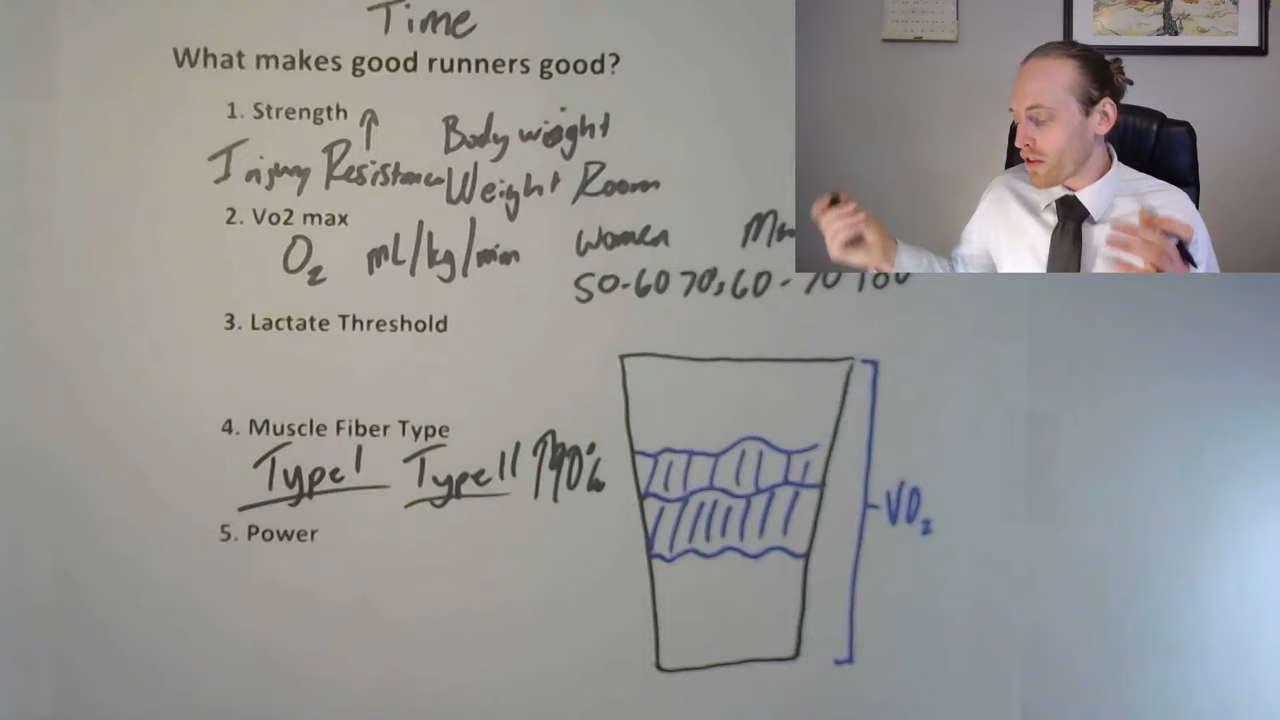 Time
What makes good runners good?
1. Strength ↑ Body weight
Injury Resistance Weight Room
2. Vo2 max
O₂ mL/kg/min Women
50-60 70, 60-70
3. Lactate Threshold
4. Muscle Fiber Type
Type I Type II ↑90%
VO₂
5. Power